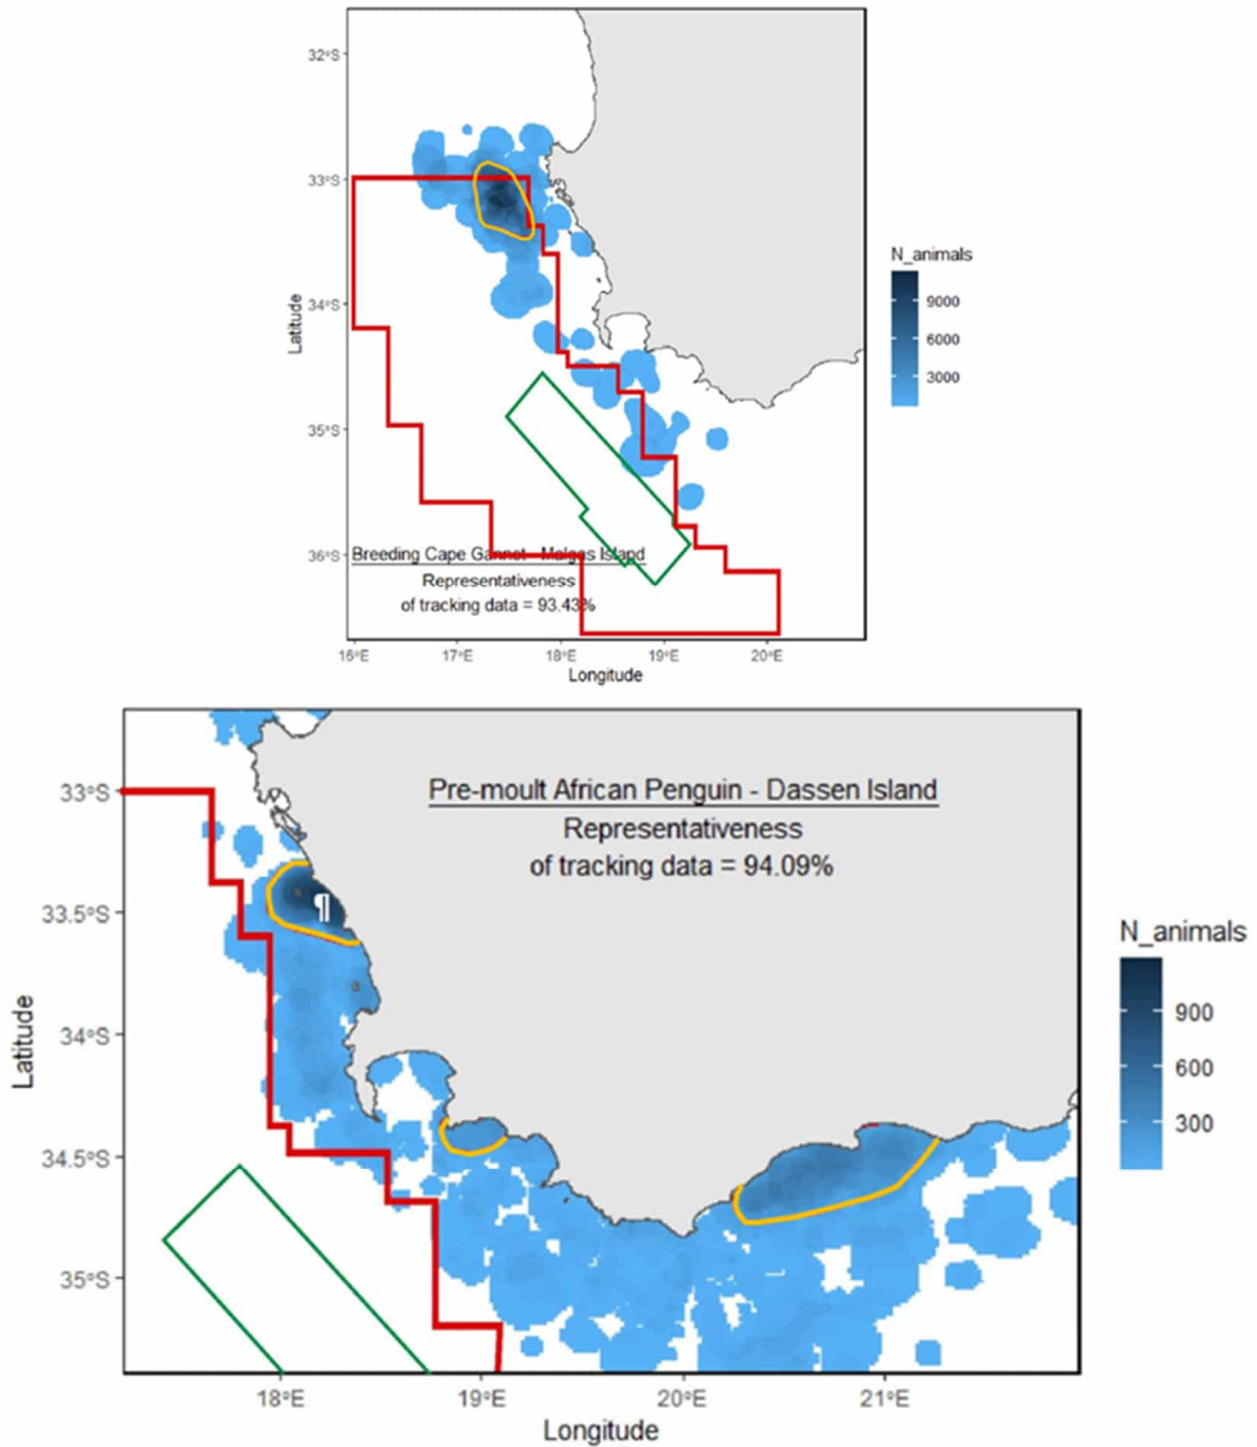 32°S
33°S
34°S
35°S
36°S
Latitude
Breeding Cape Gannet - Malgas Island
Representativeness
of tracking data = 93.43%
16°E 17°E 18°E 19°E 20°E
Longitude
N_animals
9000
6000
3000
Pre-moult African Penguin - Dassen Island
Representativeness
of tracking data = 94.09%
¶
33°S
33.5°S
34°S
34.5°S
35°S
Latitude
18°E 19°E 20°E 21°E
Longitude
N_animals
900
600
300